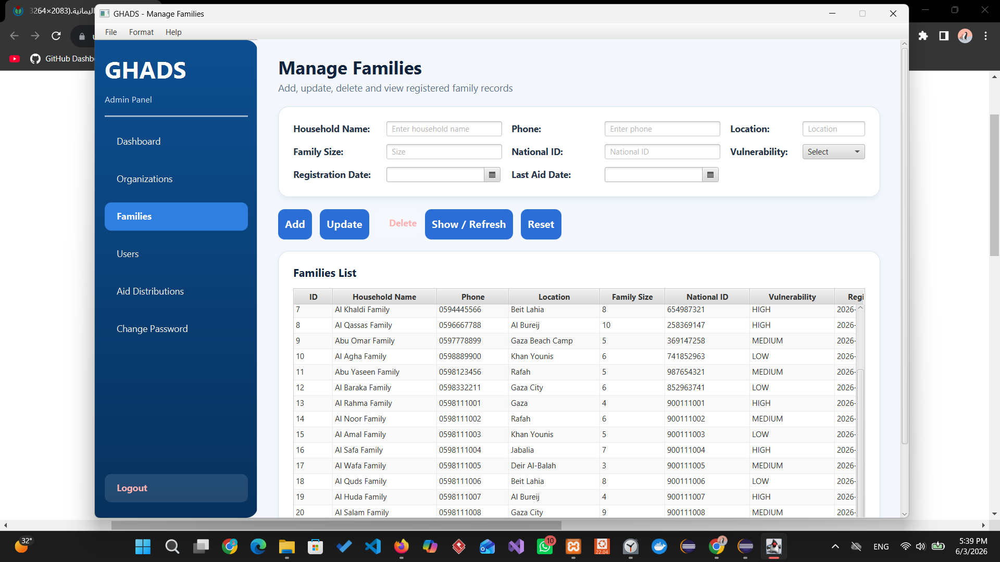 اليمانية.(2083×3264
GHADS - Manage Families
File Format Help
GitHub Dashb
GHADS
Admin Panel
Dashboard
Organizations
Families
Users
Aid Distributions
Change Password
Logout
Manage Families
Add, update, delete and view registered family records
Household Name: Enter household name Phone: Enter phone Location: Location
Family Size: Size National ID: National ID Vulnerability: Select
Registration Date: Last Aid Date:
Add Update Delete Show / Refresh Reset
Families List
ID Household Name Phone Location Family Size National ID Vulnerability Regi
7 Al Khaldi Family 0594445566 Beit Lahia 8 654987321 HIGH 2026-
8 Al Qassas Family 0596667788 Al Bureij 10 258369147 HIGH 2026-
9 Abu Omar Family 0597778899 Gaza Beach Camp 5 369147258 MEDIUM 2026-
10 Al Agha Family 0598889900 Khan Younis 6 741852963 LOW 2026-
11 Abu Yaseen Family 0598123456 Rafah 5 987654321 MEDIUM 2026-
12 Al Baraka Family 0598332211 Gaza City 6 852963741 LOW 2026-
13 Al Rahma Family 0598111001 Gaza 4 900111001 HIGH 2026-
14 Al Noor Family 0598111002 Rafah 6 900111002 MEDIUM 2026-
15 Al Amal Family 0598111003 Khan Younis 5 900111003 LOW 2026-
16 Al Safa Family 0598111004 Jabalia 7 900111004 HIGH 2026-
17 Al Wafa Family 0598111005 Deir Al-Balah 3 900111005 MEDIUM 2026-
18 Al Quds Family 0598111006 Beit Lahia 8 900111006 LOW 2026-
19 Al Huda Family 0598111007 Al Bureij 4 900111007 HIGH 2026-
20 Al Salam Family 0598111008 Gaza City 9 900111008 MEDIUM 2026-
32°
10
22.04
ENG
5:39 PM
6/3/2026